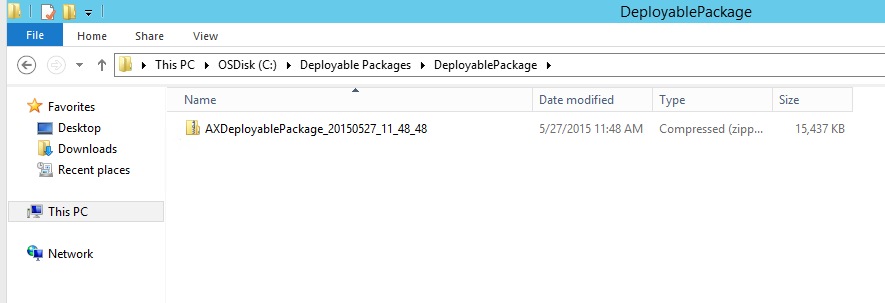 DeployablePackage
File Home Share View
This PC OSDisk (C:) Deployable Packages DeployablePackage
Favorites
Desktop
Downloads
Recent places
This PC
Network
Name Date modified Type Size
AXDeployablePackage_20150527_11_48_48 5/27/2015 11:48 AM Compressed (zipp... 15,437 KB